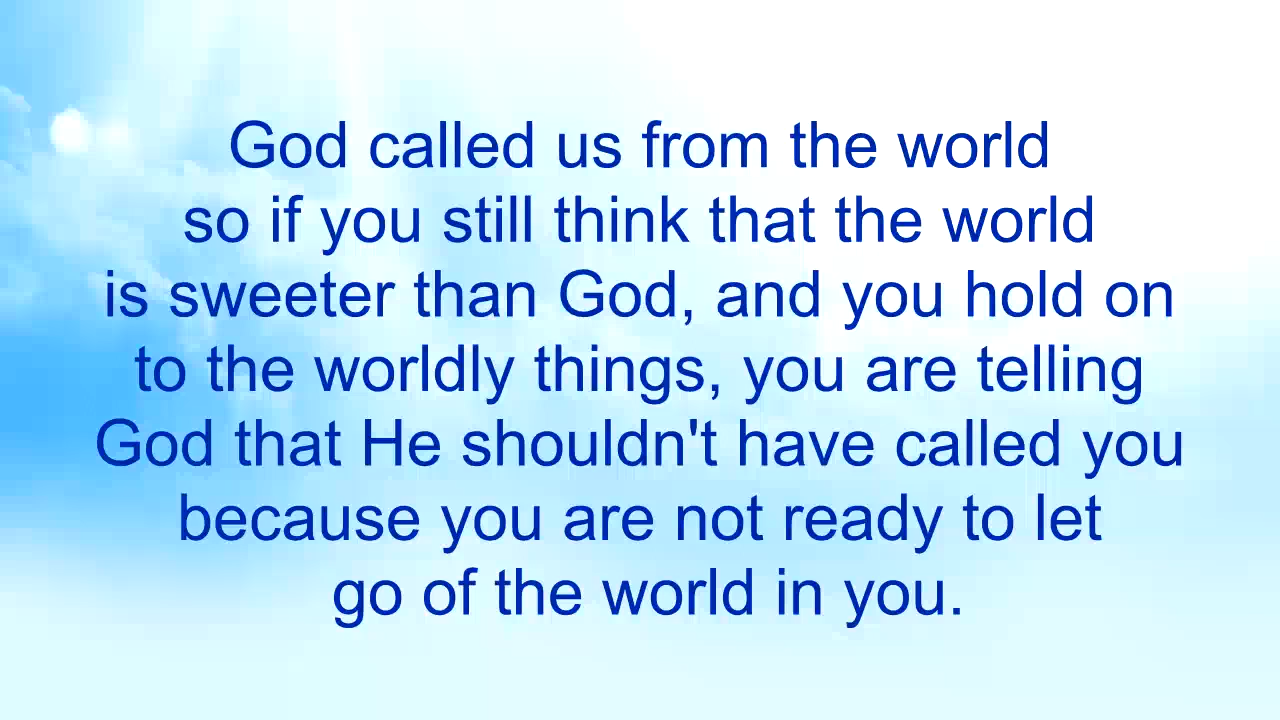 God called us from the world
so if you still think that the world
is sweeter than God, and you hold on
to the worldly things, you are telling
God that He shouldn't have called you
because you are not ready to let
go of the world in you.